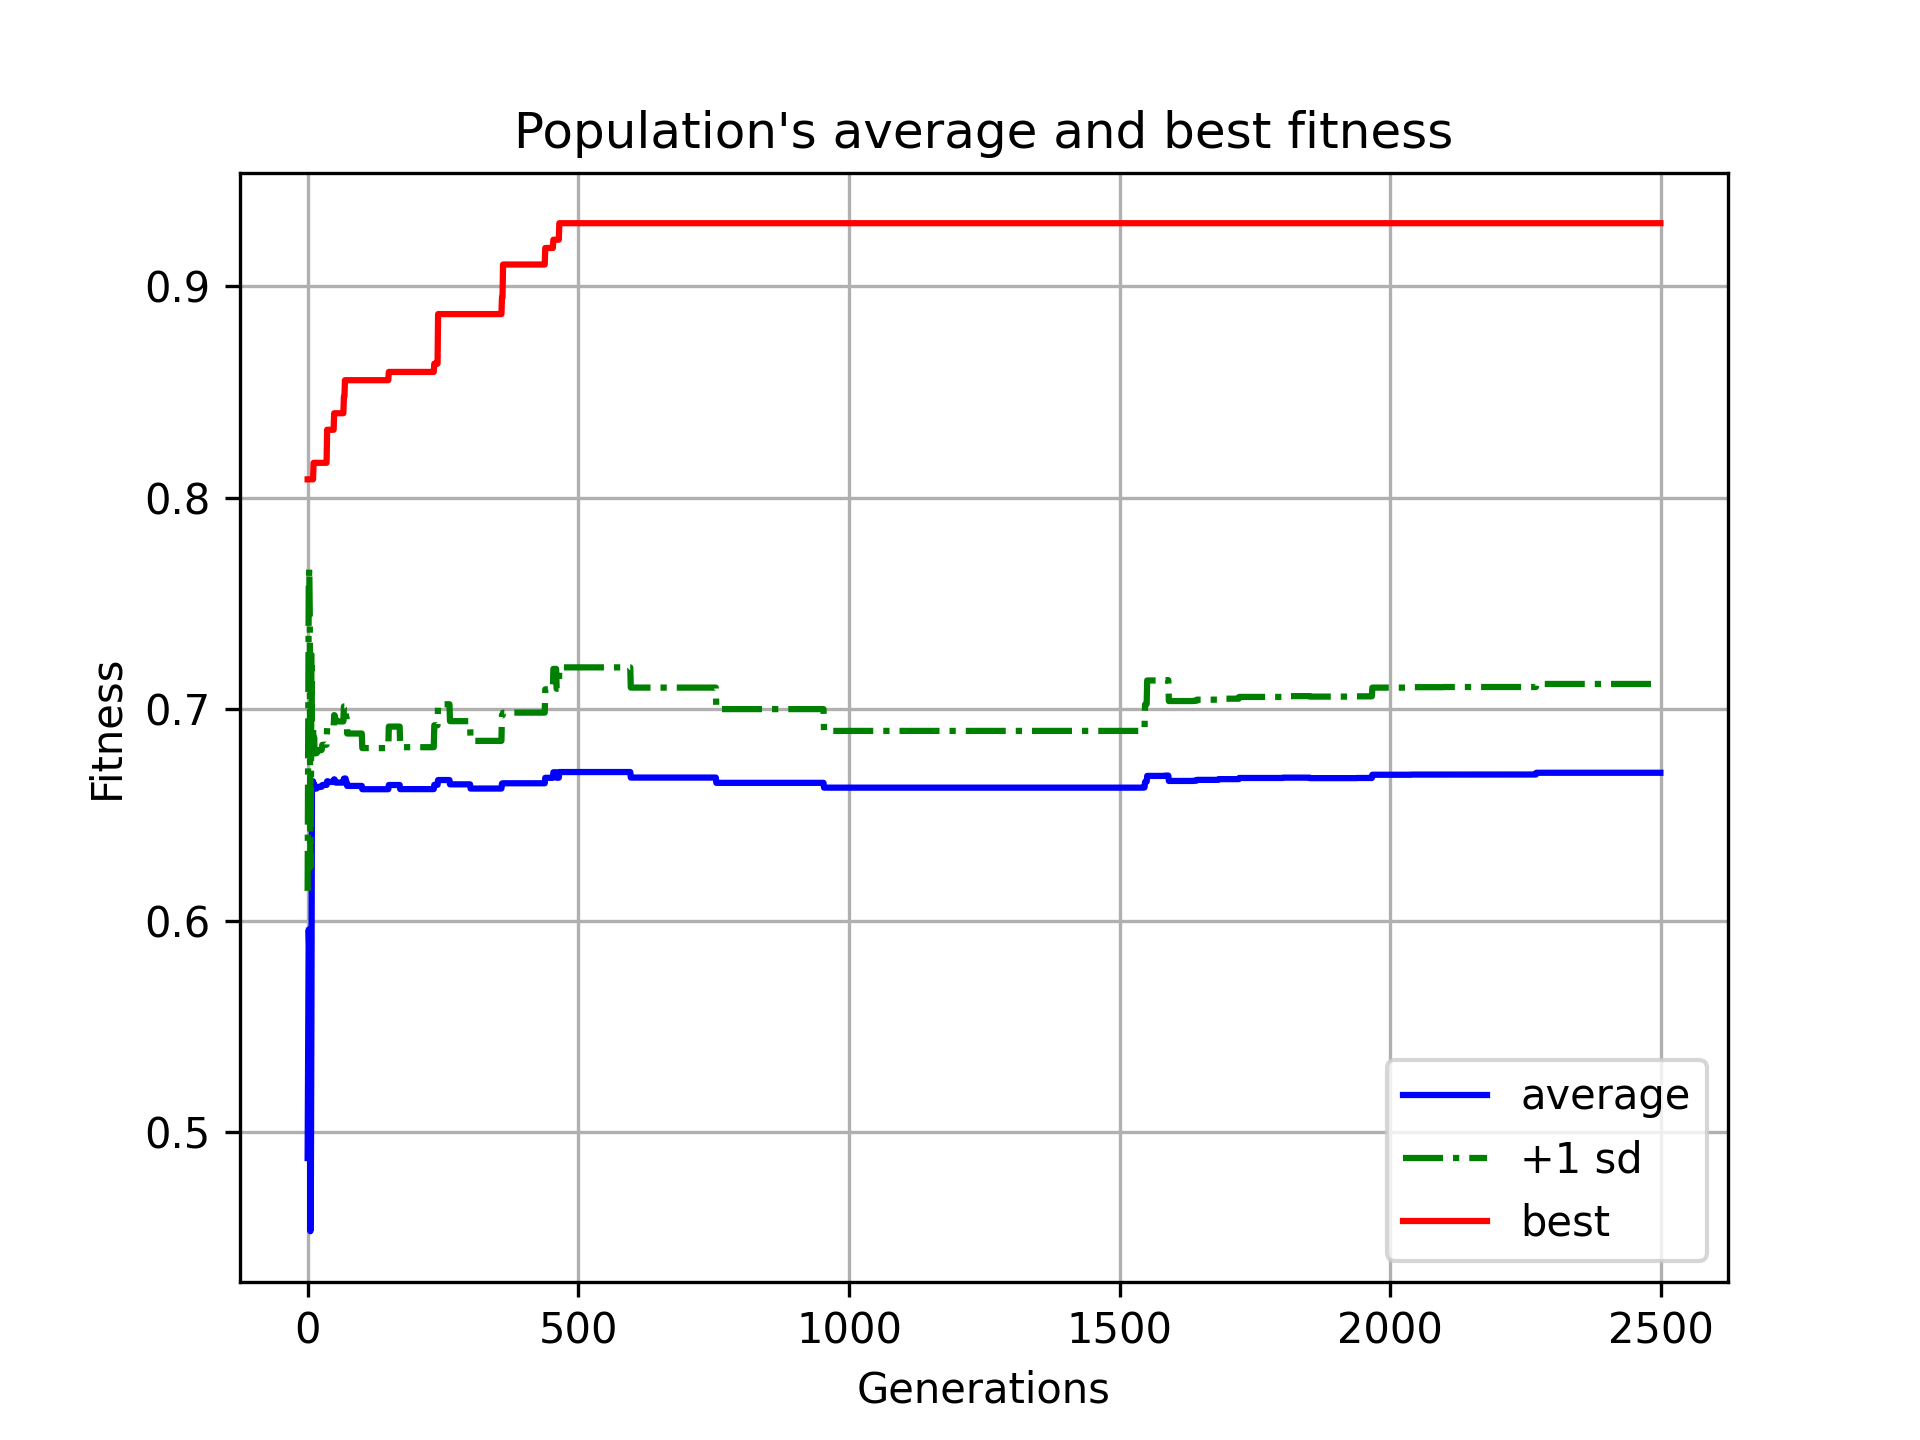 Population's average and best fitness
Fitness
0.9
0.8
0.7
0.6
0.5
0 500 1000 1500 2000 2500
Generations
average
+1 sd
best